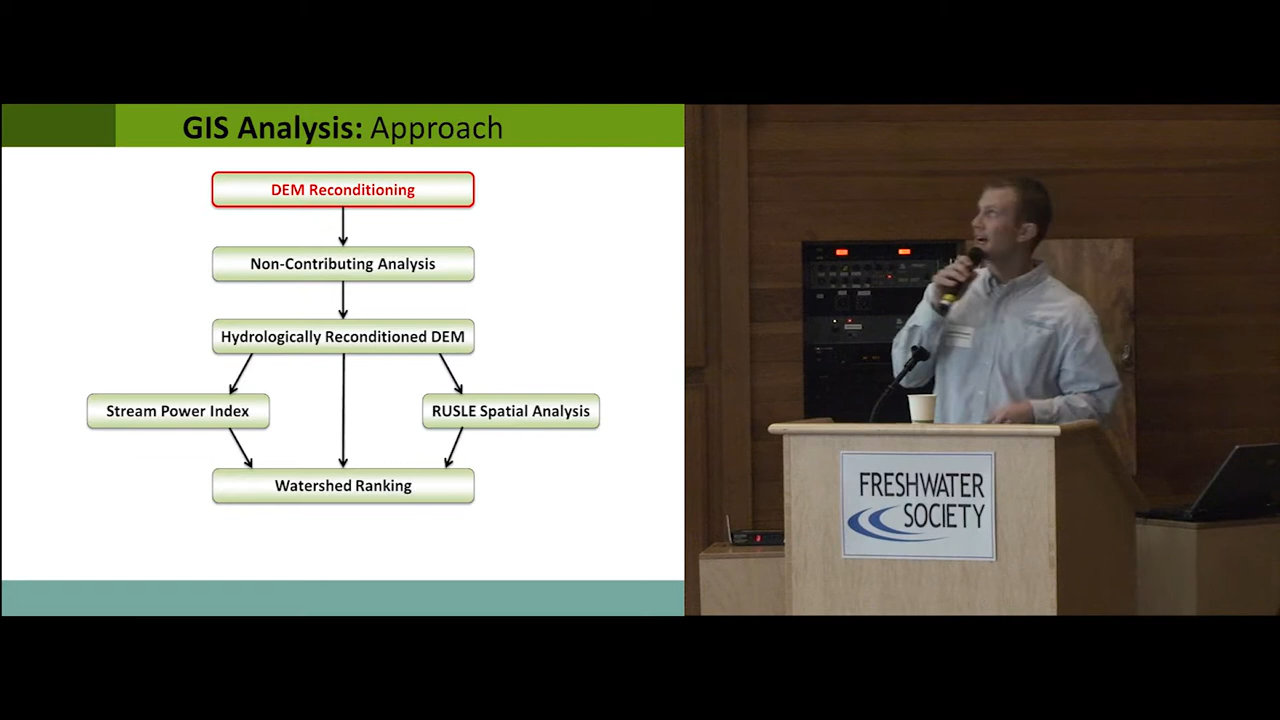 GIS Analysis: Approach
DEM Reconditioning
Non-Contributing Analysis
Hydrologically Reconditioned DEM
Stream Power Index
RUSLE Spatial Analysis
Watershed Ranking
FRESHWATER
SOCIETY